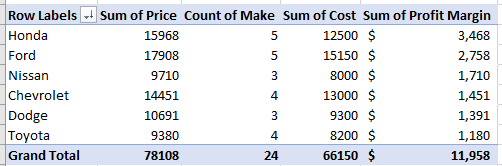 Row Labels Sum of Price Count of Make Sum of Cost Sum of Profit Margin
Honda 15968 5 12500 $ 3,468
Ford 17908 5 15150 $ 2,758
Nissan 9710 3 8000 $ 1,710
Chevrolet 14451 4 13000 $ 1,451
Dodge 10691 3 9300 $ 1,391
Toyota 9380 4 8200 $ 1,180
Grand Total 78108 24 66150 $ 11,958